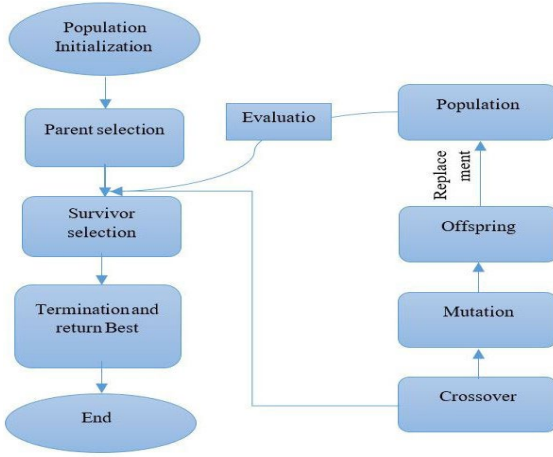 Population
Initialization
Parent selection
Survivor
selection
Termination and
return Best
End
Evaluatio
Population
Replace
ment
Offspring
Mutation
Crossover